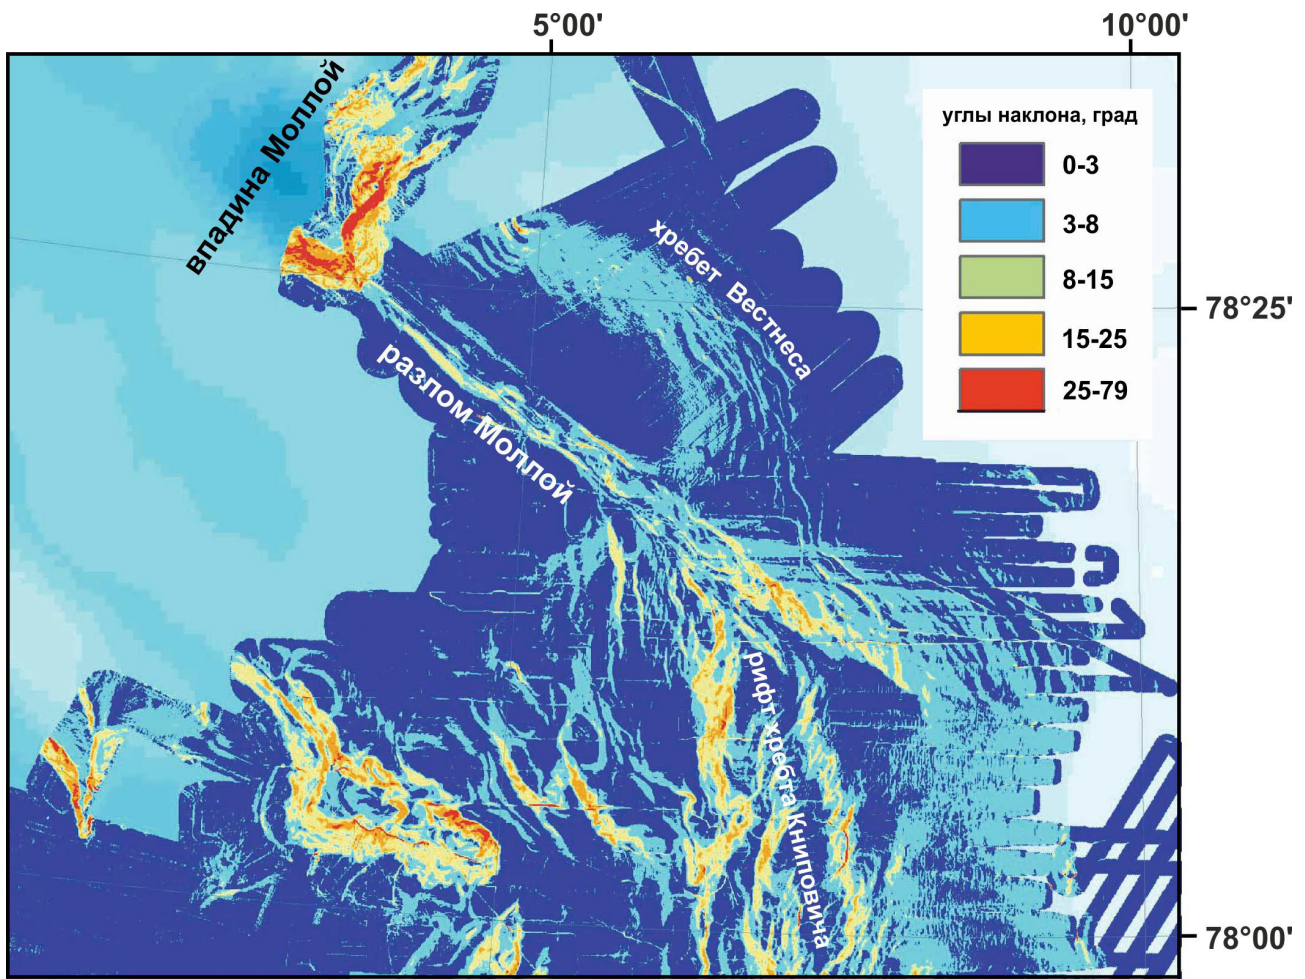 5°00'
10°00'
впадина Моллой
углы наклона, град
0-3
3-8
8-15
15-25
25-79
хребет Вестнеса
78°25'
разлом Моллой
рифт хребта Книповича
78°00'